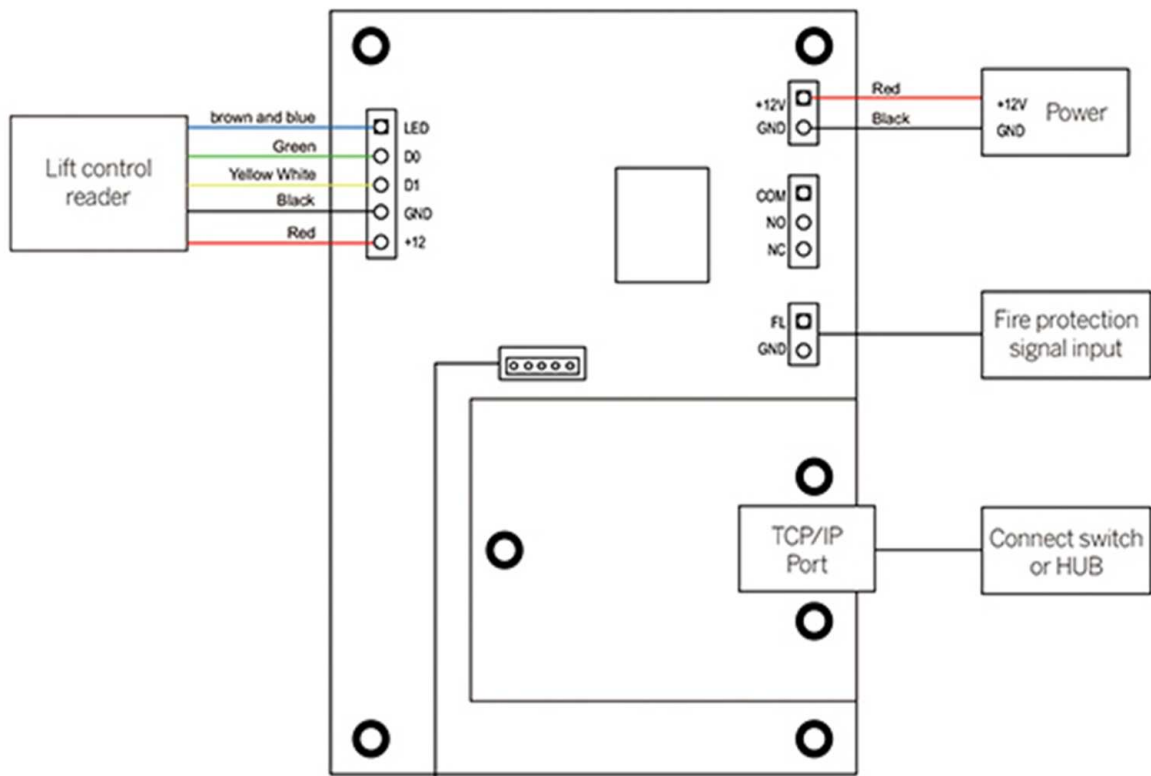 Lift control
reader
brown and blue
Green
Yellow White
Black
Red
LED
D0
D1
GND
+12
+12V
GND
Red
Black
+12V
GND
Power
COM
NO
NC
FL
GND
Fire protection
signal input
TCP/IP
Port
Connect switch
or HUB